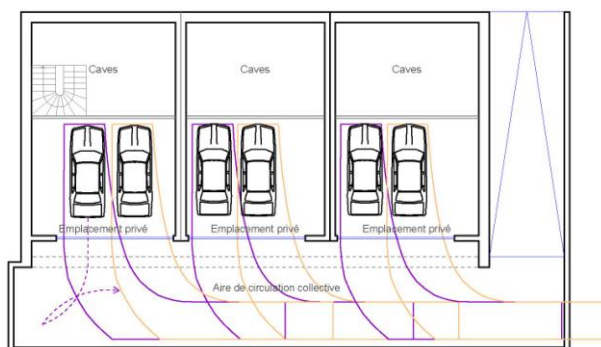 Caves
Caves
Caves
Emplacement privé
Emplacement privé
Emplacement privé
Aire de circulation collective